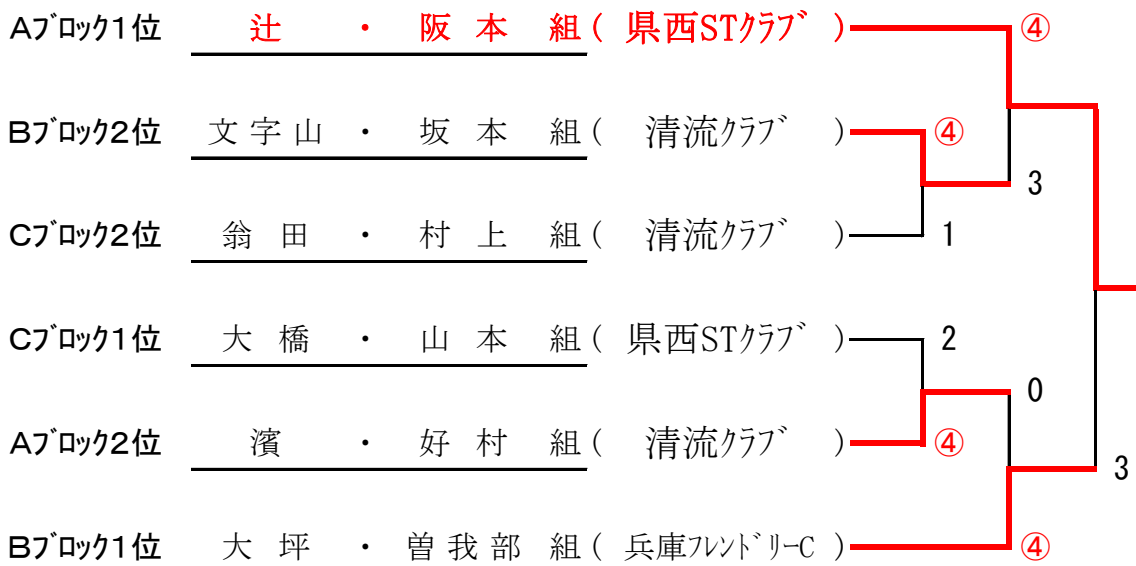 Aブロック1位 辻 ・ 阪本 組( 県西STクラブ ) ④
Bブロック2位 文字山 ・ 坂本 組( 清流クラブ ) ④
3
Cブロック2位 翁田 ・ 村上 組( 清流クラブ ) 1
Cブロック1位 大橋 ・ 山本 組( 県西STクラブ ) 2
0
Aブロック2位 濱 ・ 好村 組( 清流クラブ ) ④
3
Bブロック1位 大坪 ・ 曽我部 組( 兵庫フレンドリーC ) ④